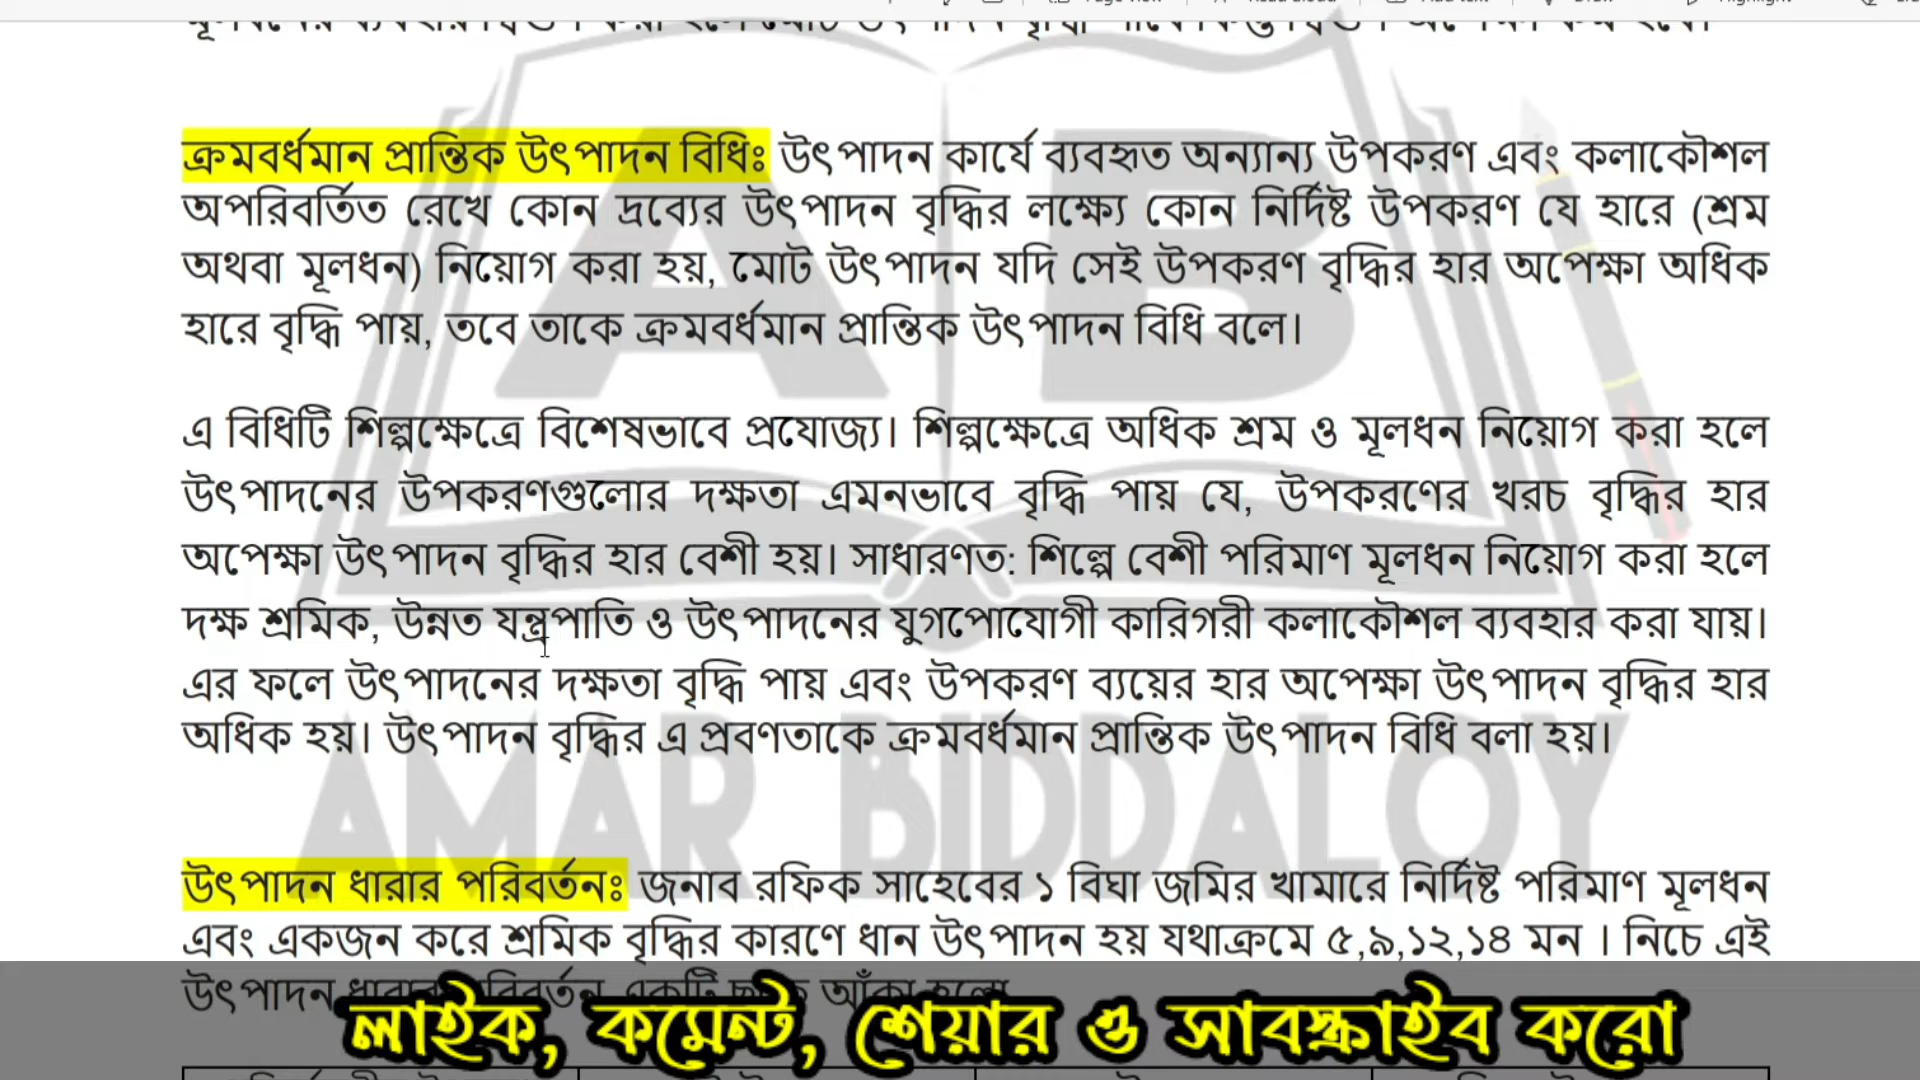 ক্রমবর্ধমান প্রান্তিক উৎপাদন বিধিঃ উৎপাদন কার্যে ব্যবহৃত অন্যান্য উপকরণ এবং কলাকৌশল
অপরিবর্তিত রেখে কোন দ্রব্যের উৎপাদন বৃদ্ধির লক্ষ্যে কোন নির্দিষ্ট উপকরণ যে হারে (শ্রম
অথবা মূলধন) নিয়োগ করা হয়, মোট উৎপাদন যদি সেই উপকরণ বৃদ্ধির হার অপেক্ষা অধিক
হারে বৃদ্ধি পায়, তবে তাকে ক্রমবর্ধমান প্রান্তিক উৎপাদন বিধি বলে।
এ বিধিটি শিল্পক্ষেত্রে বিশেষভাবে প্রযোজ্য। শিল্পক্ষেত্রে অধিক শ্রম ও মূলধন নিয়োগ করা হলে
উৎপাদনের উপকরণগুলোর দক্ষতা এমনভাবে বৃদ্ধি পায় যে, উপকরণের খরচ বৃদ্ধির হার
অপেক্ষা উৎপাদন বৃদ্ধির হার বেশী হয়। সাধারণত: শিল্পে বেশী পরিমাণ মূলধন নিয়োগ করা হলে
দক্ষ শ্রমিক, উন্নত যন্ত্রপাতি ও উৎপাদনের যুগপোযোগী কারিগরী কলাকৌশল ব্যবহার করা যায়।
এর ফলে উৎপাদনের দক্ষতা বৃদ্ধি পায় এবং উপকরণ ব্যয়ের হার অপেক্ষা উৎপাদন বৃদ্ধির হার
অধিক হয়। উৎপাদন বৃদ্ধির এ প্রবণতাকে ক্রমবর্ধমান প্রান্তিক উৎপাদন বিধি বলা হয়।
AB
AMAR BIDDALOY
উৎপাদন ধারার পরিবর্তনঃ জনাব রফিক সাহেবের ১ বিঘা জমির খামারে নির্দিষ্ট পরিমাণ মূলধন
এবং একজন করে শ্রমিক বৃদ্ধির কারণে ধান উৎপাদন হয় যথাক্রমে ৫,৯,১২,১৪ মন । নিচে এই
উৎপাদন
লাইক, কমেন্ট, শেয়ার ও সাবস্ক্রাইব করো